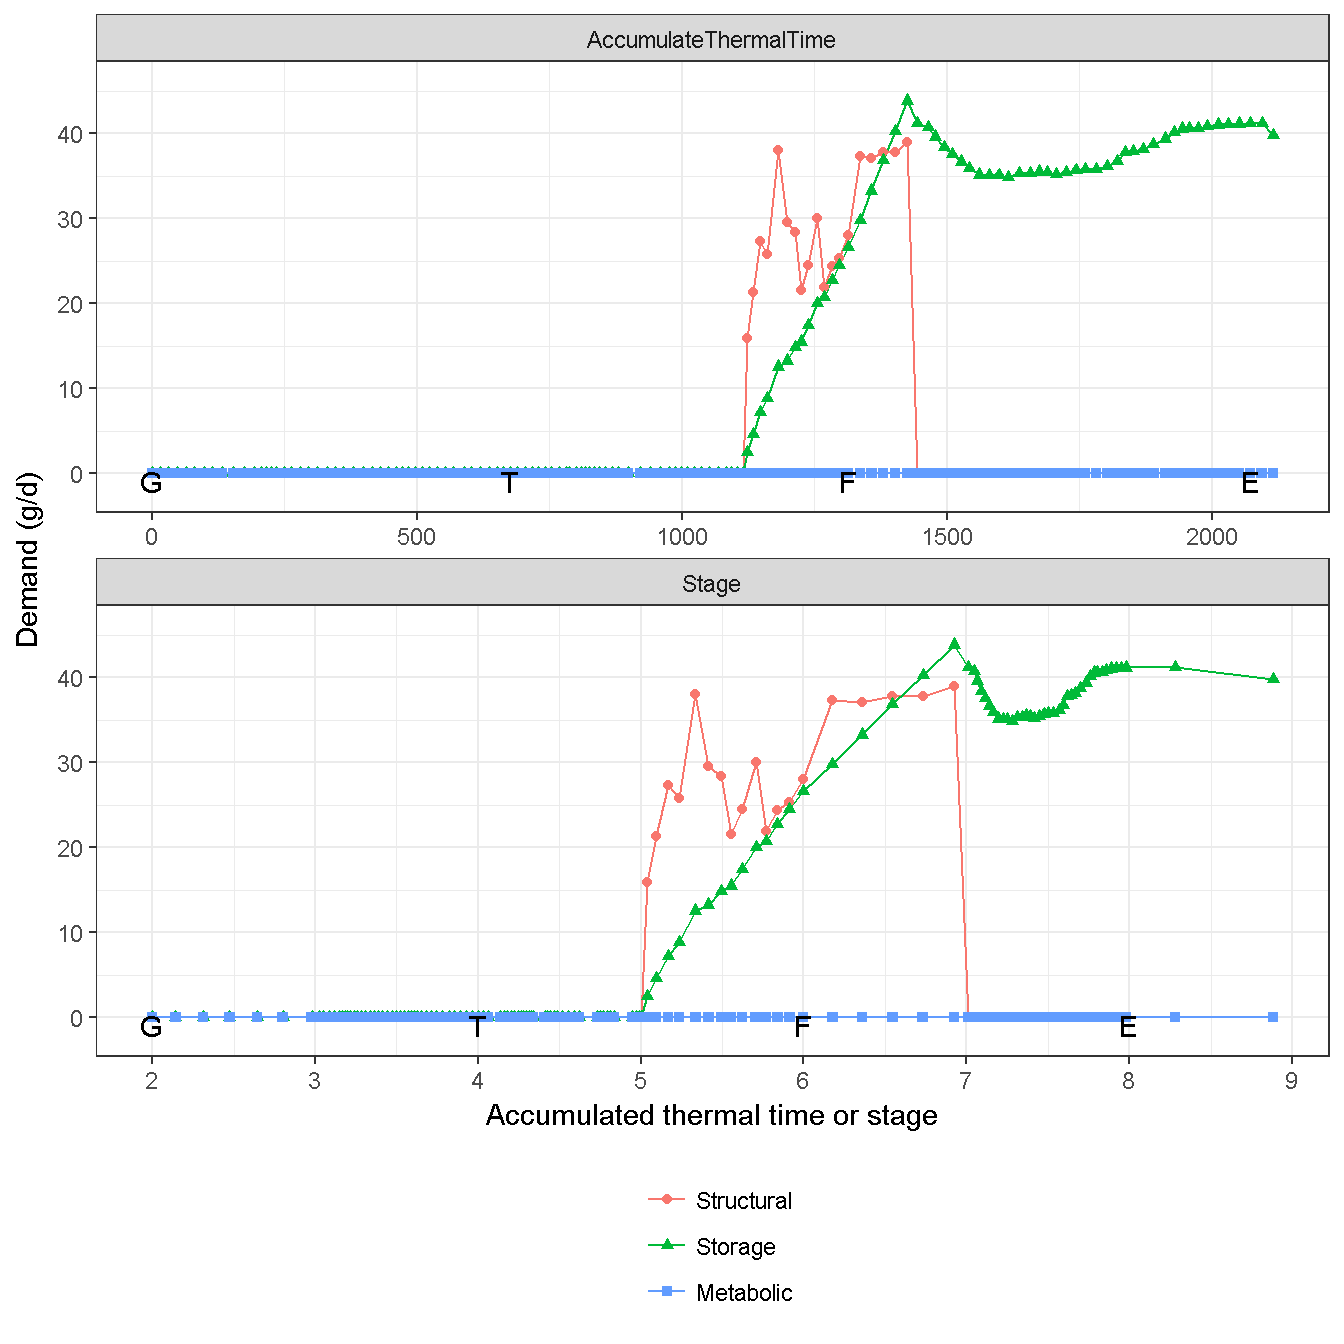 AccumulateThermalTime
40
30
20
10
0
G T F E
0 500 1000 1500 2000
Demand (g/d)
Stage
40
30
20
10
0
G T F E
2 3 4 5 6 7 8 9
Accumulated thermal time or stage
Structural
Storage
Metabolic